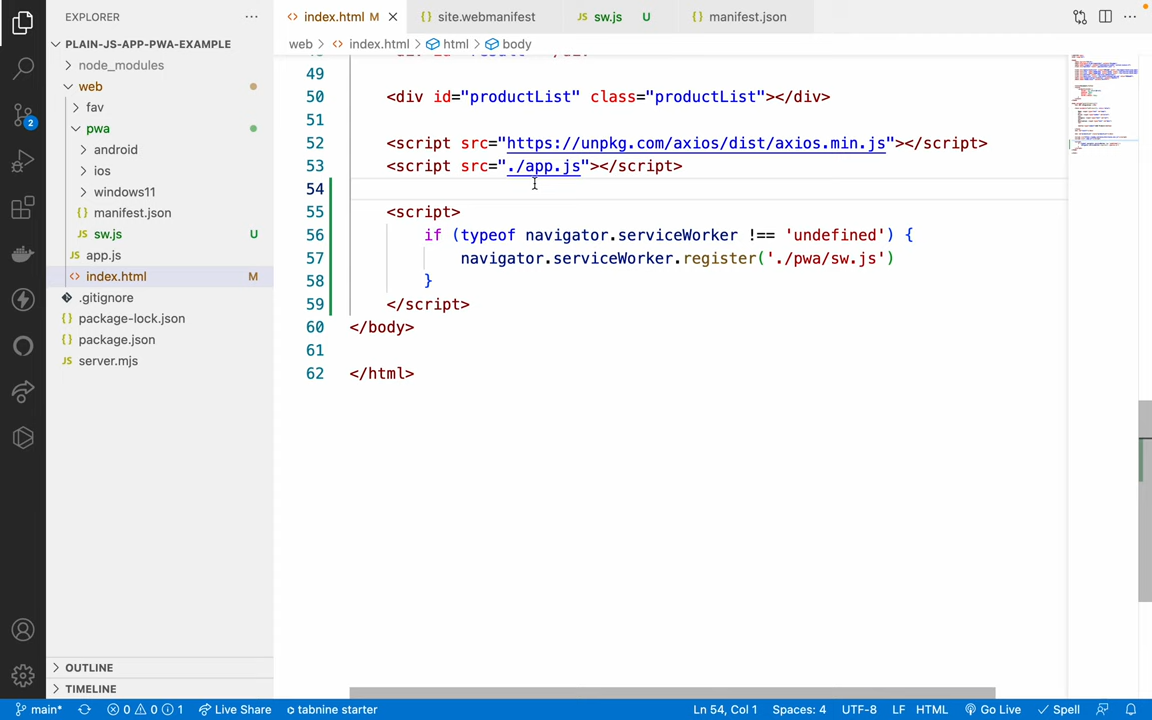 EXPLORER
PLAIN-JS-APP-PWA-EXAMPLE
node_modules
web
fav
pwa
android
ios
windows11
{} manifest.json
JS sw.js U
JS app.js
<> index.html M
.gitignore
{} package-lock.json
{} package.json
JS server.mjs
OUTLINE
TIMELINE
2
<> index.html M
{} site.webmanifest
JS sw.js U
{} manifest.json
web > <> index.html > html > body
49
50 <div id="productList" class="productList"></div>
51
52 <script src="https://unpkg.com/axios/dist/axios.min.js"></script>
53 <script src="./app.js"></script>
54
55 <script>
56 if (typeof navigator.serviceWorker !== 'undefined') {
57 navigator.serviceWorker.register('./pwa/sw.js')
58 }
59 </script>
60 </body>
61
62 </html>
main* 0 0 1 Live Share tabnine starter Ln 54, Col 1 Spaces: 4 UTF-8 LF HTML Go Live Spell